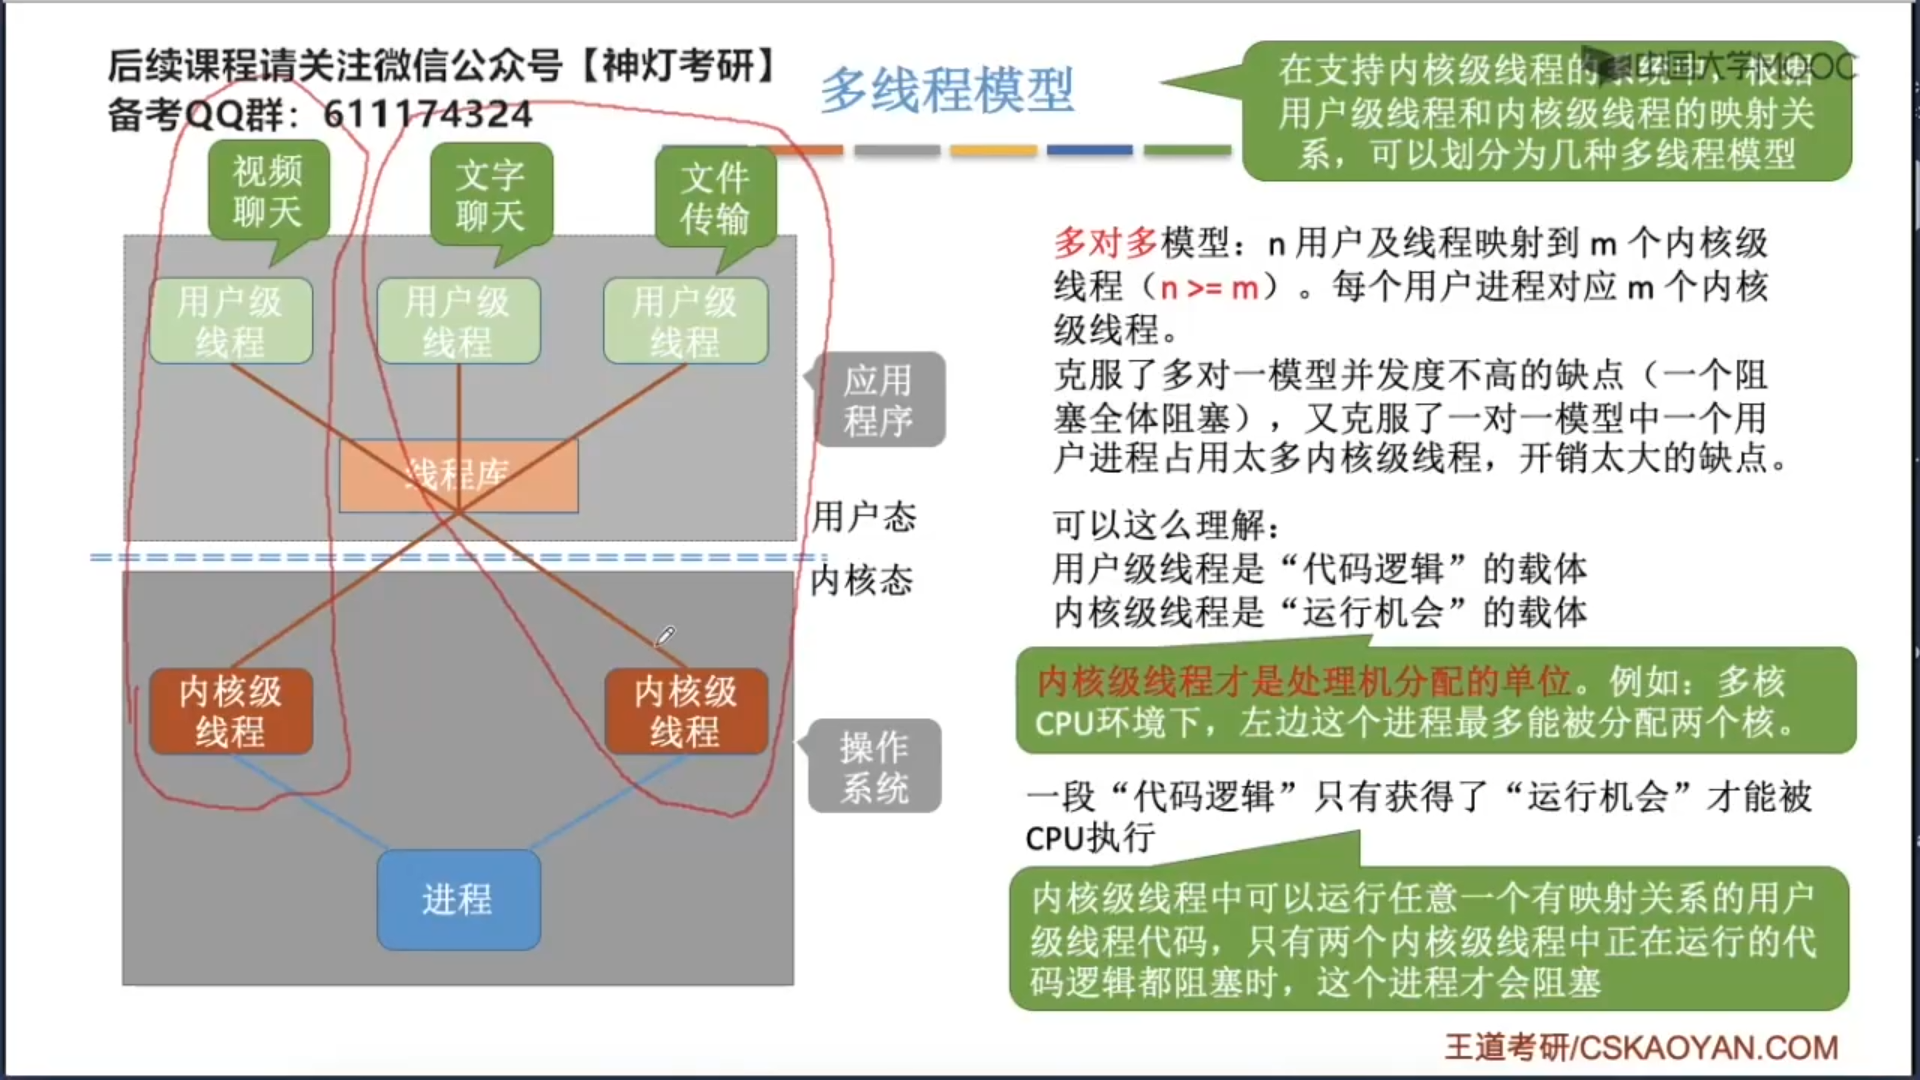 后续课程请关注微信公众号【神灯考研】
备考QQ群：611174324
多线程模型
中国大学MOOC
在支持内核级线程的系统中，根据
用户级线程和内核级线程的映射关
系，可以划分为几种多线程模型
视频
聊天
文字
聊天
文件
传输
用户级
线程
用户级
线程
用户级
线程
应用
程序
线程库
用户态
内核态
内核级
线程
内核级
线程
操作
系统
进程
多对多模型：n 用户及线程映射到 m 个内核级
线程（n >= m）。每个用户进程对应 m 个内核
级线程。
克服了多对一模型并发度不高的缺点（一个阻
塞全体阻塞），又克服了一对一模型中一个用
户进程占用太多内核级线程，开销太大的缺点。
可以这么理解：
用户级线程是“代码逻辑”的载体
内核级线程是“运行机会”的载体
内核级线程才是处理机分配的单位。例如：多核
CPU环境下，左边这个进程最多能被分配两个核。
一段“代码逻辑”只有获得了“运行机会”才能被
CPU执行
内核级线程中可以运行任意一个有映射关系的用户
级线程代码，只有两个内核级线程中正在运行的代
码逻辑都阻塞时，这个进程才会阻塞
王道考研/CSKAOYAN.COM